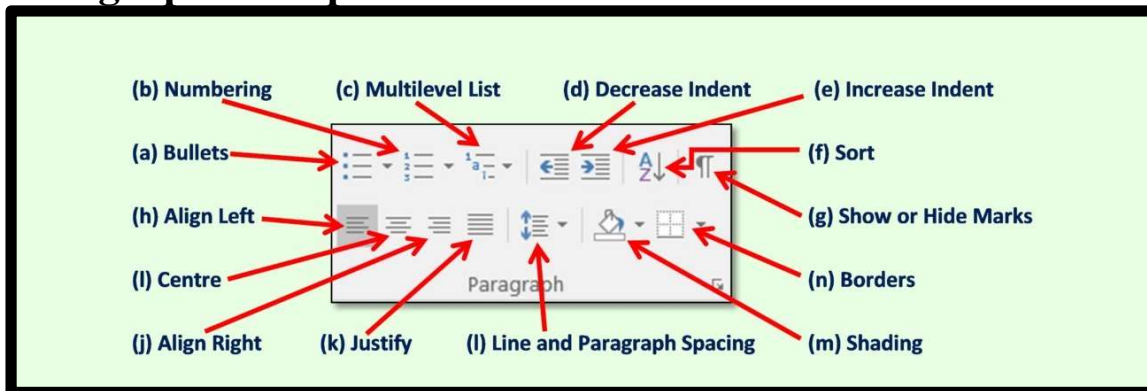 (b) Numbering (c) Multilevel List (d) Decrease Indent (e) Increase Indent
(a) Bullets (f) Sort
(h) Align Left (g) Show or Hide Marks
(l) Centre Paragraph (n) Borders
(j) Align Right (k) Justify (l) Line and Paragraph Spacing (m) Shading